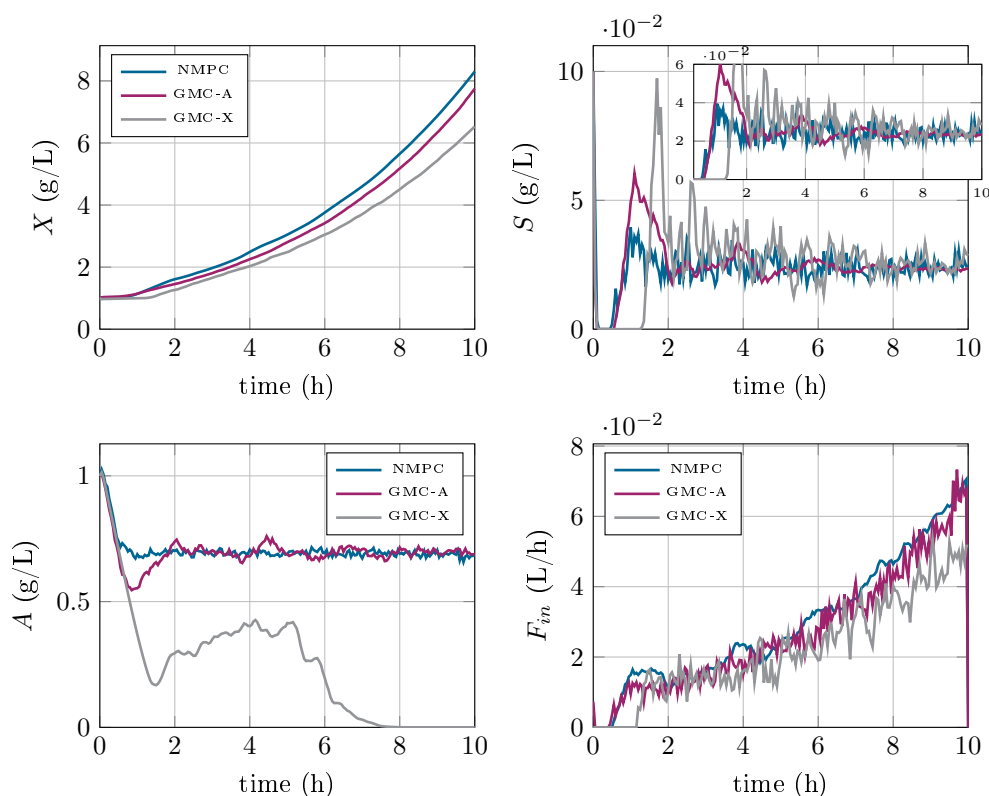 NMPC
GMC-A
GMC-X
8
6
4
2
0
0 2 4 6 8 10
time (h)
X (g/L)
·10⁻²
10
5
0
0 2 4 6 8 10
time (h)
S (g/L)
·10⁻²
6
4
2
0
2 4 6 8 10
NMPC
GMC-A
GMC-X
1
0.5
0
0 2 4 6 8 10
time (h)
A (g/L)
·10⁻²
NMPC
GMC-A
GMC-X
8
6
4
2
0
0 2 4 6 8 10
time (h)
F_in (L/h)